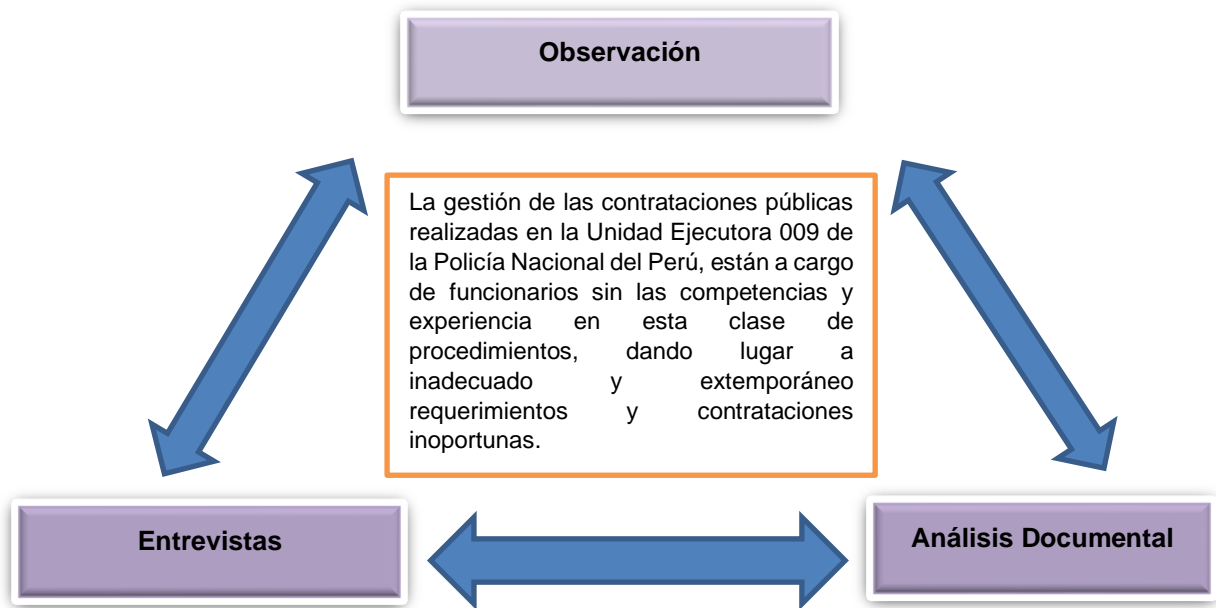 Observación
La gestión de las contrataciones públicas
realizadas en la Unidad Ejecutora 009 de
la Policía Nacional del Perú, están a cargo
de funcionarios sin las competencias y
experiencia en esta clase de
procedimientos, dando lugar a
inadecuado y extemporáneo
requerimientos y contrataciones
inoportunas.
Entrevistas
Análisis Documental